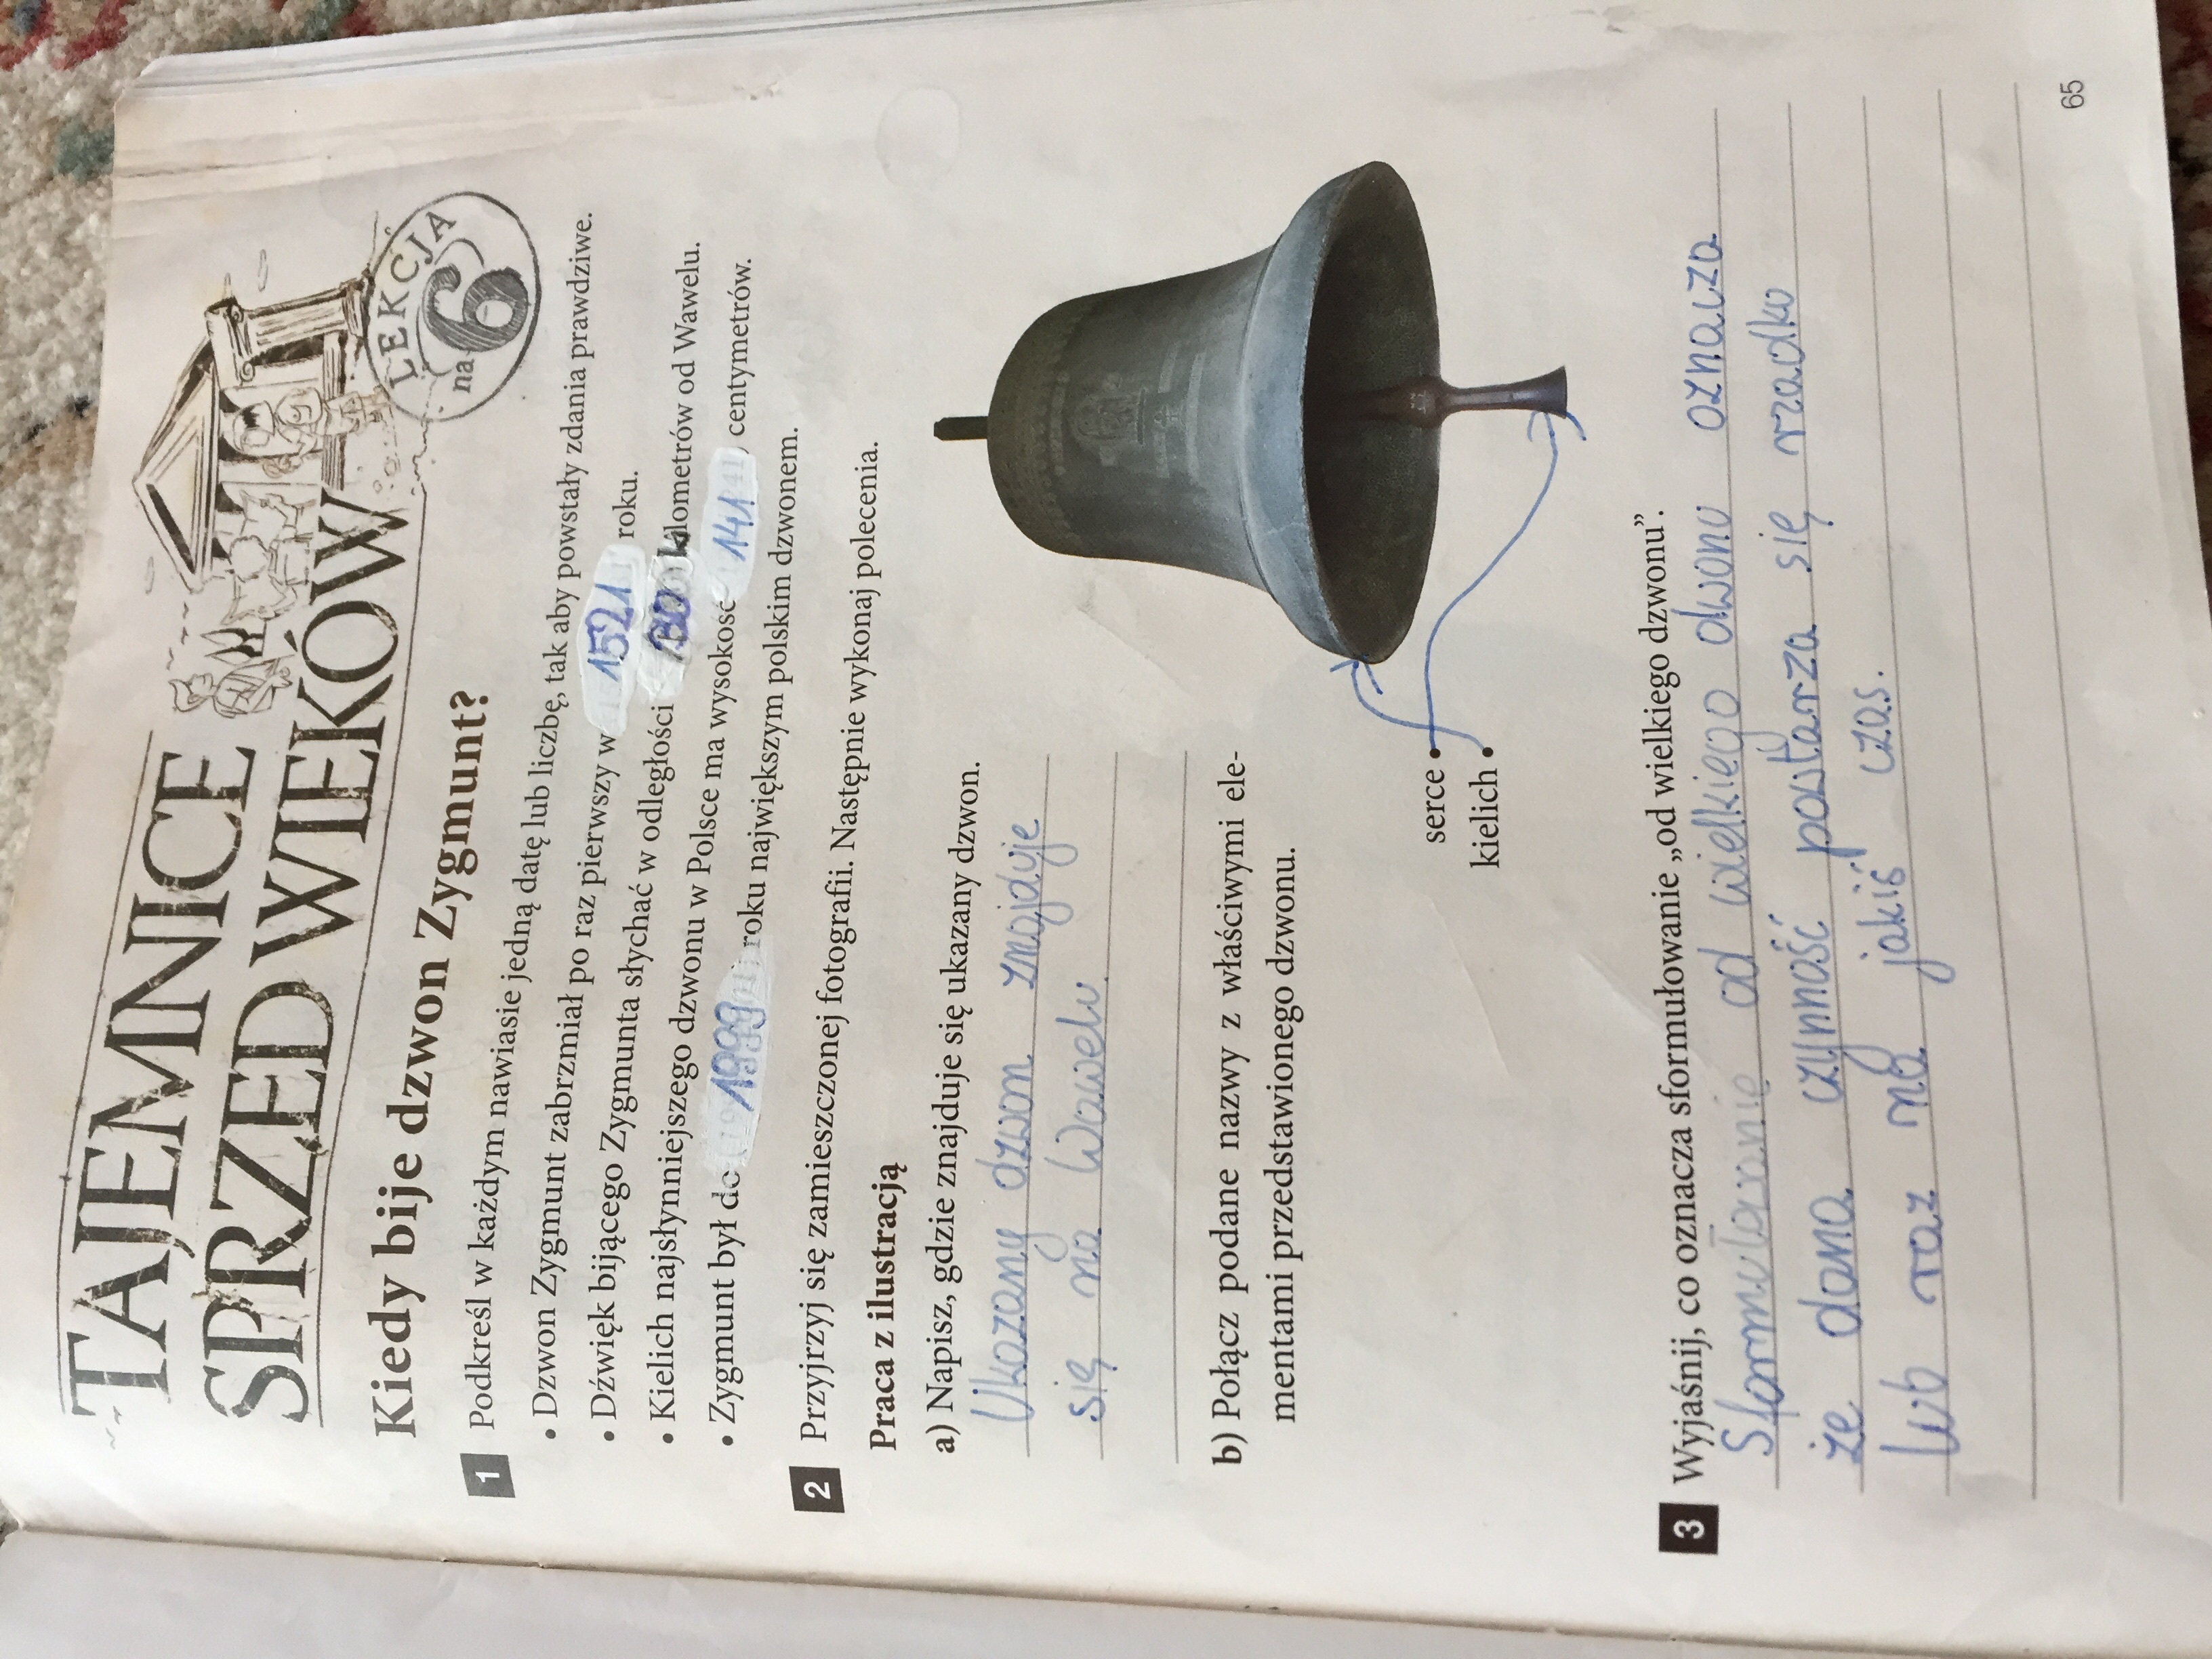 TAJEMNICE
SPRZED WIEKÓW
LEKCJA
na 6
Kiedy bije dzwon Zygmunt?
1 Podkreśl w każdym nawiasie jedną datę lub liczbę, tak aby powstały zdania prawdziwe.
• Dzwon Zygmunt zabrzmiał po raz pierwszy w 1521 roku.
• Dźwięk bijącego Zygmunta słychać w odległości kilometrów od Wawelu.
• Kielich najsłynniejszego dzwonu w Polsce ma wysokość 141 centymetrów.
• Zygmunt był do 1999 roku największym polskim dzwonem.
2 Przyjrzyj się zamieszczonej fotografii. Następnie wykonaj polecenia.
Praca z ilustracją
a) Napisz, gdzie znajduje się ukazany dzwon.
Ukazany dzwon znajduje
się na Wawelu.
b) Połącz podane nazwy z właściwymi ele-
mentami przedstawionego dzwonu.
serce •
kielich •
3 Wyjaśnij, co oznacza sformułowanie „od wielkiego dzwonu”.
Sformułowanie od wielkiego dwonu oznacza
że dana czynność powtarza się rzadko
lub raz na jakiś czas.
65